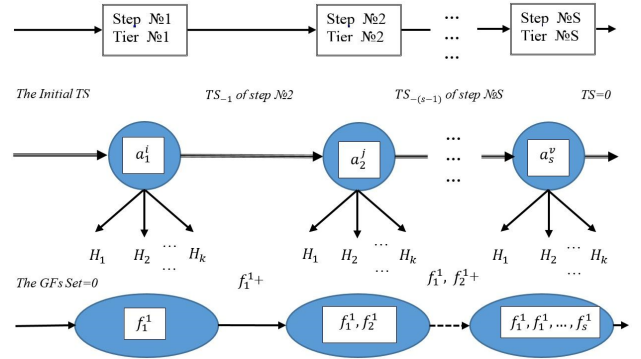 Step №1 Step №2 ... Step №S
Tier №1 Tier №2 ... Tier №S
...
The Initial TS TS₋₁ of step №2 TS₋₍ₛ₋₁₎ of step №S TS=0
a₁ⁱ a₂ʲ ... aₛᵛ
...
H₁ H₂ ... Hₖ H₁ H₂ ... Hₖ H₁ H₂ ... Hₖ
... ... ...
The GFs Set=0 f₁¹+ f₁¹, f₂¹+
f₁¹ f₁¹, f₂¹ f₁¹, f₁¹, ..., fₛ¹